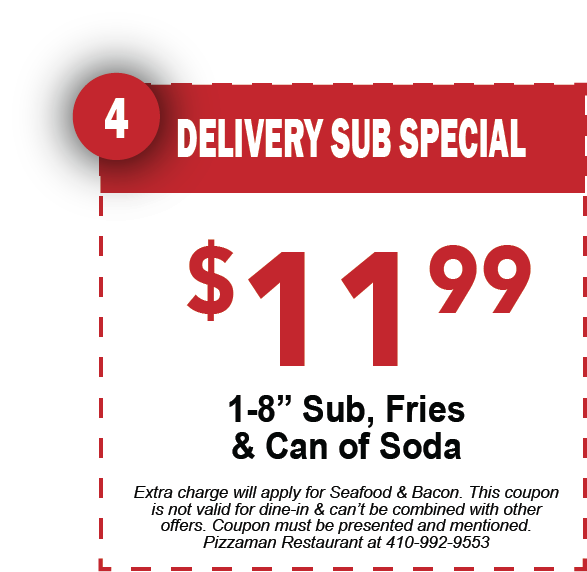 4
DELIVERY SUB SPECIAL
$11 99
1-8” Sub, Fries
& Can of Soda
Extra charge will apply for Seafood & Bacon. This coupon
is not valid for dine-in & can’t be combined with other
offers. Coupon must be presented and mentioned.
Pizzaman Restaurant at 410-992-9553